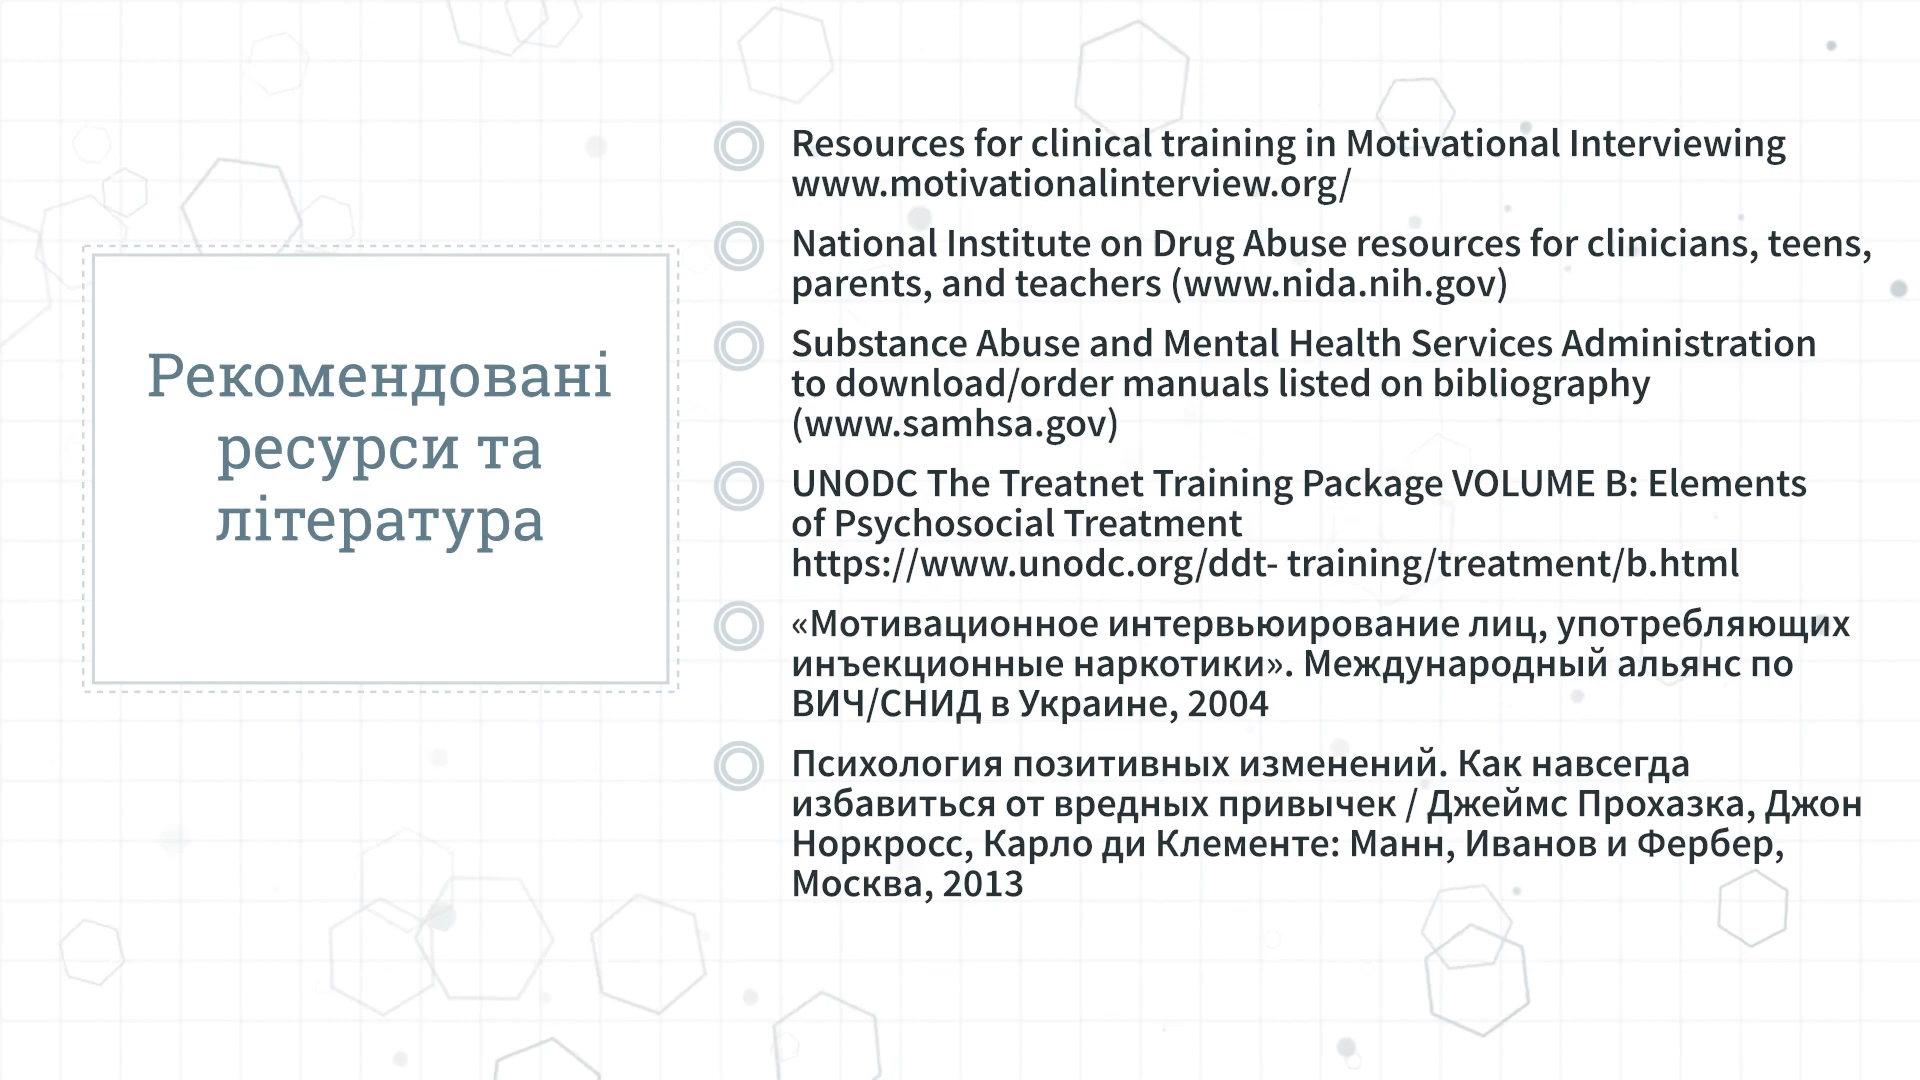 Рекомендовані
ресурси та
література
Resources for clinical training in Motivational Interviewing
www.motivationalinterview.org/
National Institute on Drug Abuse resources for clinicians, teens,
parents, and teachers (www.nida.nih.gov)
Substance Abuse and Mental Health Services Administration
to download/order manuals listed on bibliography
(www.samhsa.gov)
UNODC The Treatnet Training Package VOLUME B: Elements
of Psychosocial Treatment
https://www.unodc.org/ddt- training/treatment/b.html
«Мотивационное интервьюирование лиц, употребляющих
инъекционные наркотики». Международный альянс по
ВИЧ/СНИД в Украине, 2004
Психология позитивных изменений. Как навсегда
избавиться от вредных привычек / Джеймс Прохазка, Джон
Норкросс, Карло ди Клементе: Манн, Иванов и Фербер,
Москва, 2013